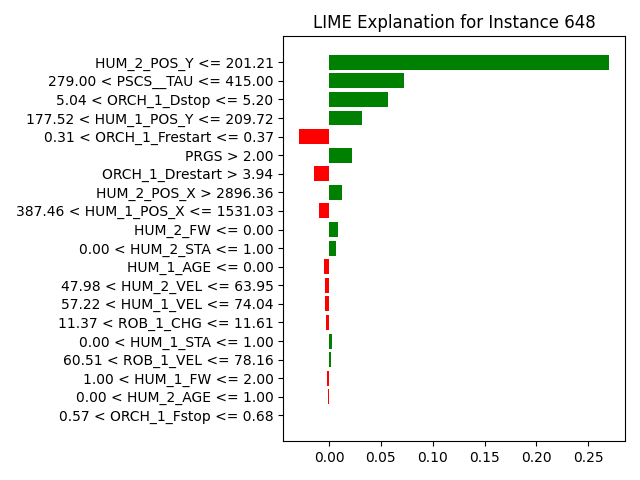 LIME Explanation for Instance 648
HUM_2_POS_Y <= 201.21
279.00 < PSCS__TAU <= 415.00
5.04 < ORCH_1_Dstop <= 5.20
177.52 < HUM_1_POS_Y <= 209.72
0.31 < ORCH_1_Frestart <= 0.37
PRGS > 2.00
ORCH_1_Drestart > 3.94
HUM_2_POS_X > 2896.36
387.46 < HUM_1_POS_X <= 1531.03
HUM_2_FW <= 0.00
0.00 < HUM_2_STA <= 1.00
HUM_1_AGE <= 0.00
47.98 < HUM_2_VEL <= 63.95
57.22 < HUM_1_VEL <= 74.04
11.37 < ROB_1_CHG <= 11.61
0.00 < HUM_1_STA <= 1.00
60.51 < ROB_1_VEL <= 78.16
1.00 < HUM_1_FW <= 2.00
0.00 < HUM_2_AGE <= 1.00
0.57 < ORCH_1_Fstop <= 0.68
0.00 0.05 0.10 0.15 0.20 0.25